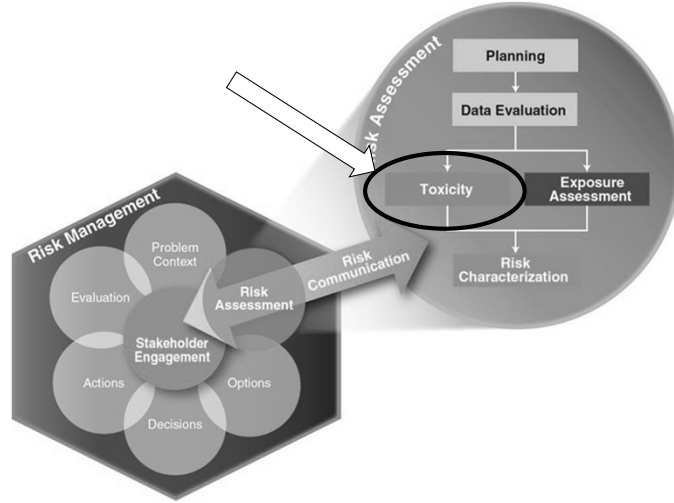 Risk Assessment
Planning
Data Evaluation
Toxicity
Exposure
Assessment
Risk
Characterization
Risk
Communication
Risk Management
Problem
Context
Evaluation
Risk
Assessment
Stakeholder
Engagement
Actions
Options
Decisions